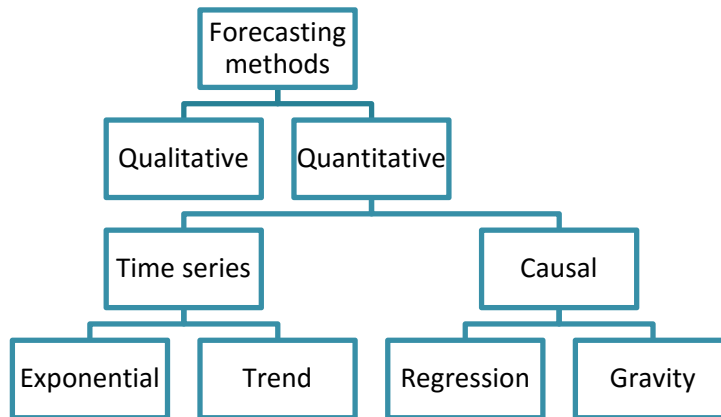 Forecasting
methods
Qualitative
Quantitative
Time series
Causal
Exponential
Trend
Regression
Gravity